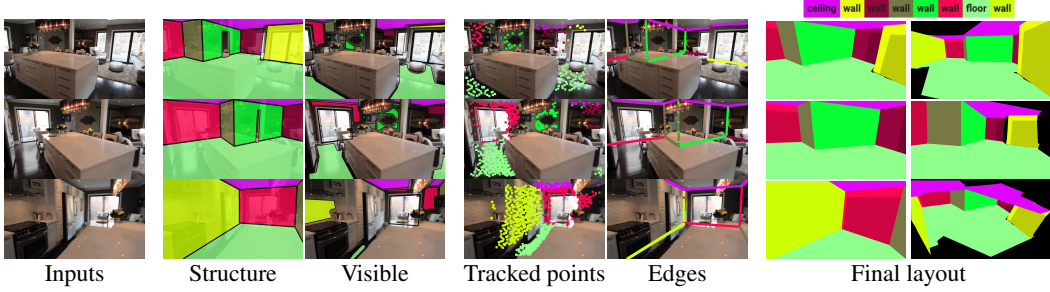 ceiling wall wall wall wall wall floor wall
Inputs Structure Visible Tracked points Edges Final layout